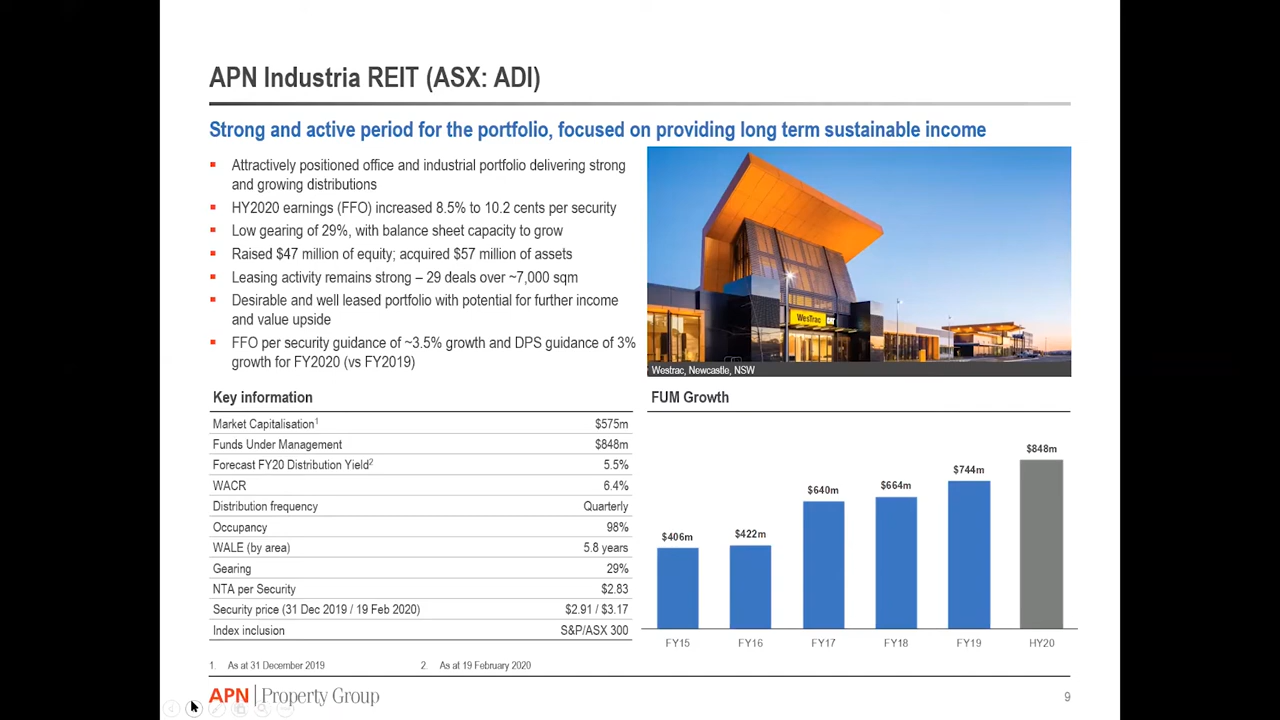 APN Industria REIT (ASX: ADI)
Strong and active period for the portfolio, focused on providing long term sustainable income
Attractively positioned office and industrial portfolio delivering strong
and growing distributions
HY2020 earnings (FFO) increased 8.5% to 10.2 cents per security
Low gearing of 29%, with balance sheet capacity to grow
Raised $47 million of equity; acquired $57 million of assets
Leasing activity remains strong – 29 deals over ~7,000 sqm
Desirable and well leased portfolio with potential for further income
and value upside
FFO per security guidance of ~3.5% growth and DPS guidance of 3%
growth for FY2020 (vs FY2019)
WesTrac CAT
Westrac, Newcastle, NSW
Key information
Market Capitalisation¹ $575m
Funds Under Management $848m
Forecast FY20 Distribution Yield² 5.5%
WACR 6.4%
Distribution frequency Quarterly
Occupancy 98%
WALE (by area) 5.8 years
Gearing 29%
NTA per Security $2.83
Security price (31 Dec 2019 / 19 Feb 2020) $2.91 / $3.17
Index inclusion S&P/ASX 300
FUM Growth
$406m $422m $640m $664m $744m $848m
FY15 FY16 FY17 FY18 FY19 HY20
1. As at 31 December 2019 2. As at 19 February 2020
APN | Property Group 9